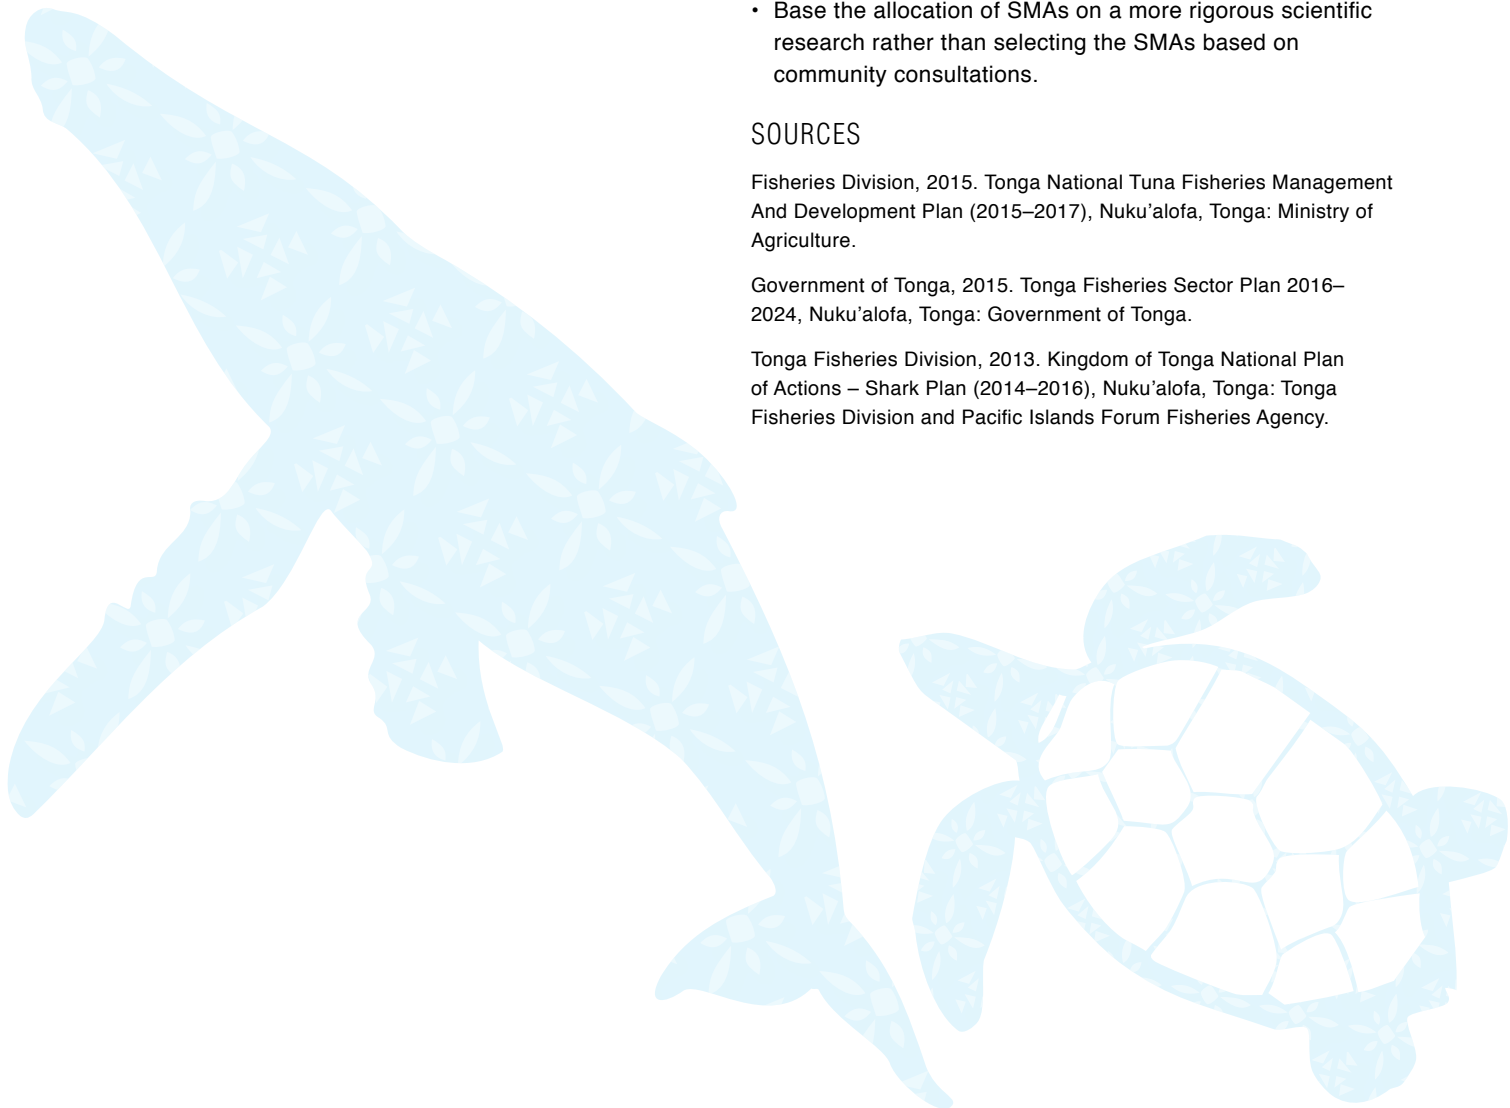 • Base the allocation of SMAs on a more rigorous scientific
research rather than selecting the SMAs based on
community consultations.
SOURCES
Fisheries Division, 2015. Tonga National Tuna Fisheries Management
And Development Plan (2015–2017), Nuku’alofa, Tonga: Ministry of
Agriculture.
Government of Tonga, 2015. Tonga Fisheries Sector Plan 2016–
2024, Nuku’alofa, Tonga: Government of Tonga.
Tonga Fisheries Division, 2013. Kingdom of Tonga National Plan
of Actions – Shark Plan (2014–2016), Nuku’alofa, Tonga: Tonga
Fisheries Division and Pacific Islands Forum Fisheries Agency.